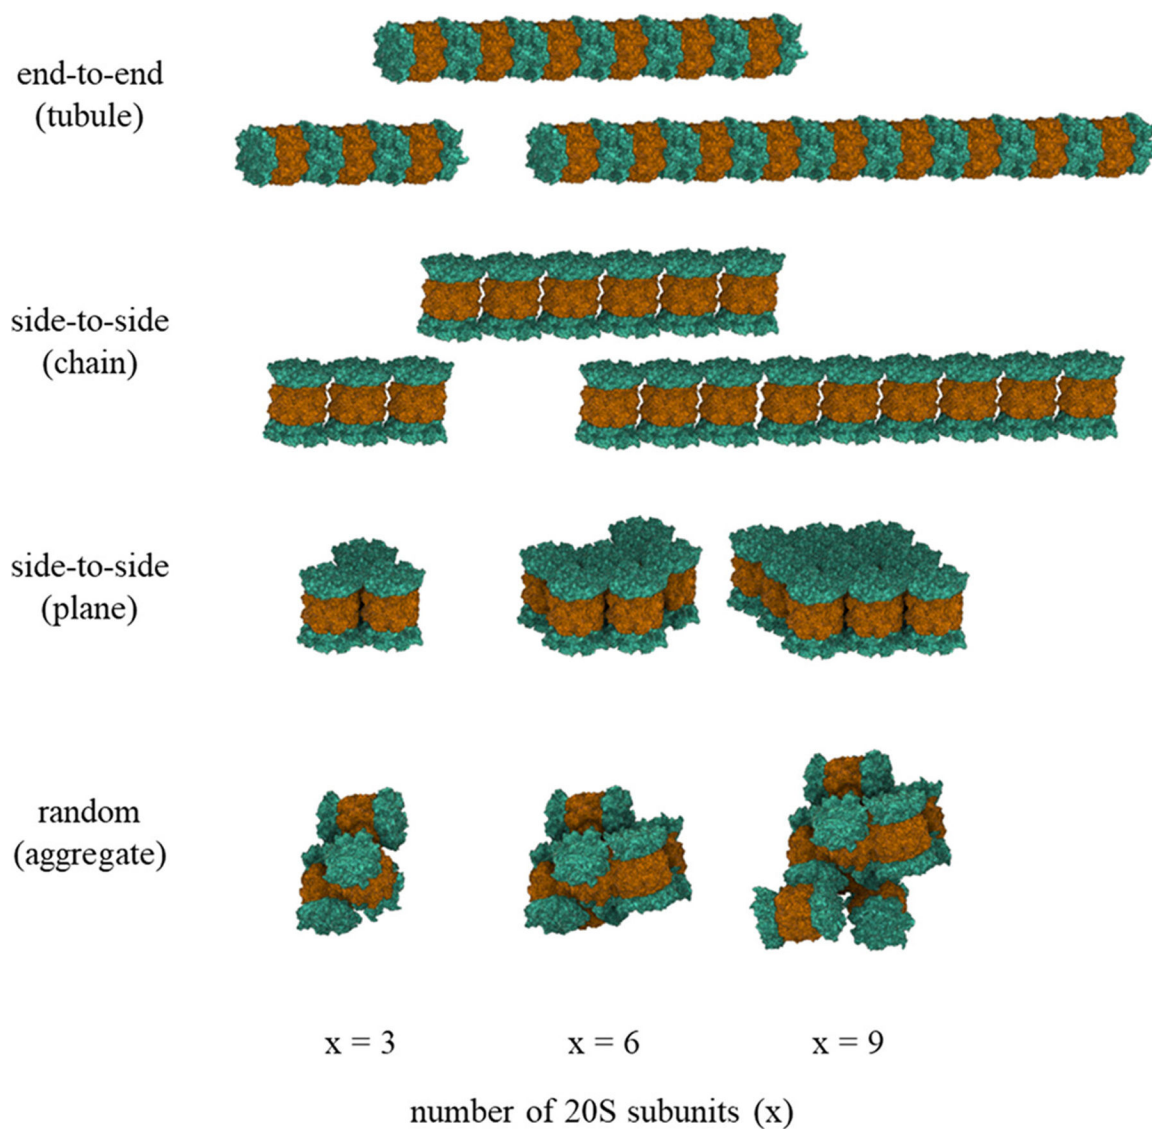 end-to-end
(tubule)
side-to-side
(chain)
side-to-side
(plane)
random
(aggregate)
x = 3 x = 6 x = 9
number of 20S subunits (x)